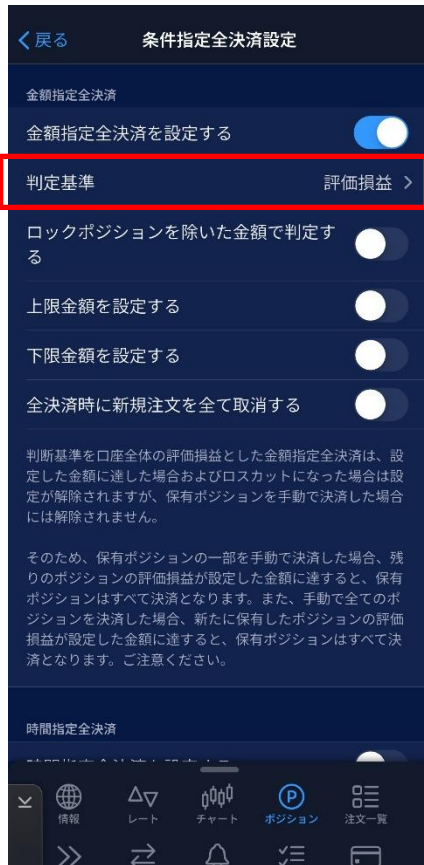 戻る
条件指定全決済設定
金額指定全決済
金額指定全決済を設定する
判定基準
評価損益
ロックポジションを除いた金額で判定す
る
上限金額を設定する
下限金額を設定する
全決済時に新規注文を全て取消する
判断基準を口座全体の評価損益とした金額指定全決済は、設
定した金額に達した場合およびロスカットになった場合は設
定が解除されますが、保有ポジションを手動で決済した場合
には解除されません。
そのため、保有ポジションの一部を手動で決済した場合、残
りのポジションの評価損益が設定した金額に達すると、保有
ポジションはすべて決済となります。また、手動で全てのポ
ジションを決済した場合、新たに保有したポジションの評価
損益が設定した金額に達すると、保有ポジションはすべて決
済となります。ご注意ください。
時間指定全決済
情報
レート
チャート
ポジション
注文一覧